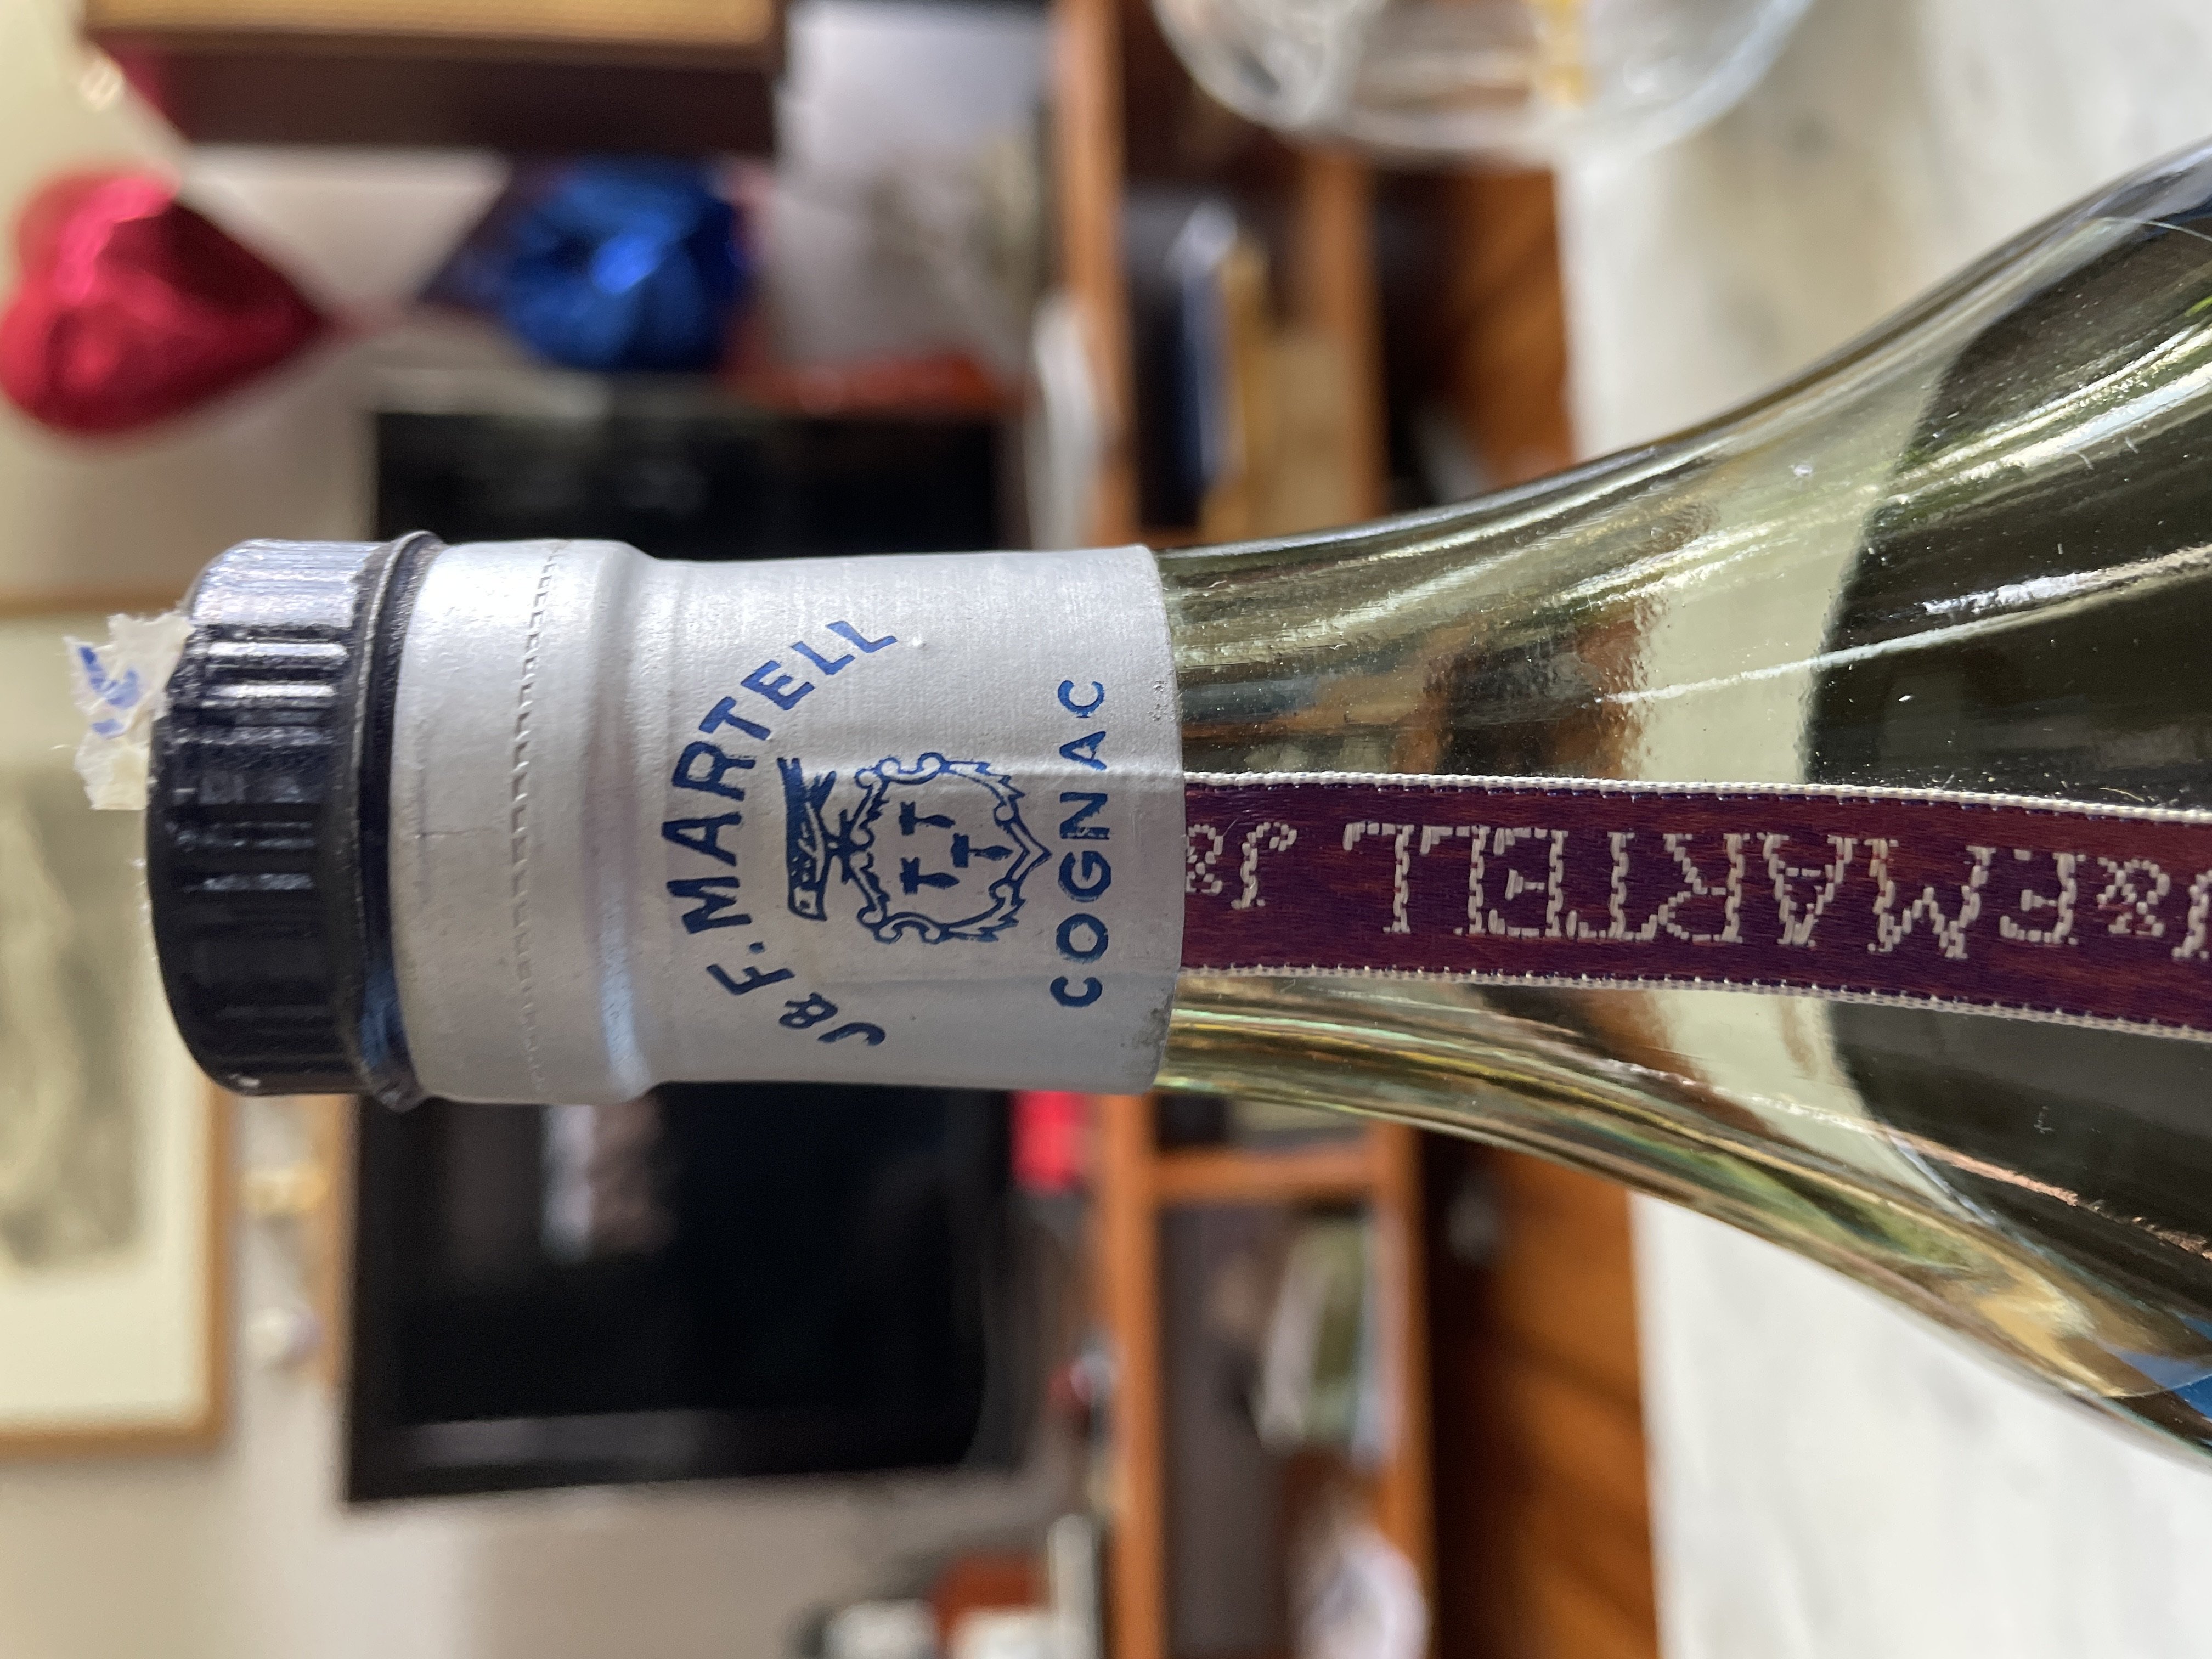 J & F. MARTELL
COGNAC
J&F MARTELL J&